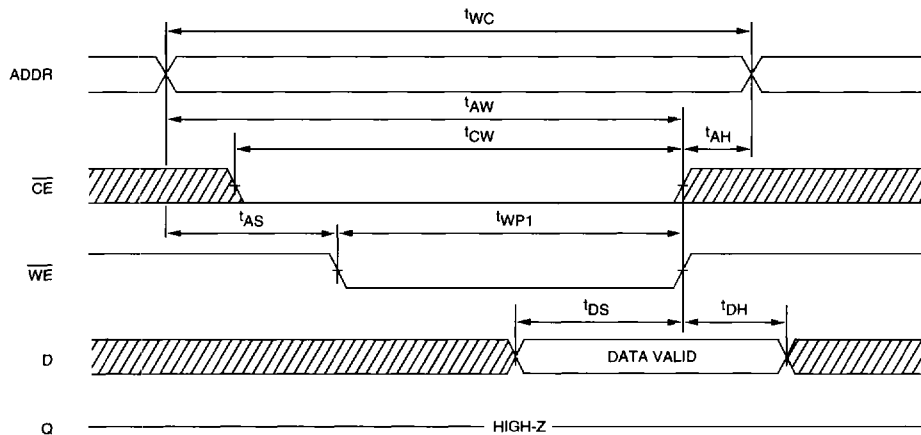 tWC
ADDR
tAW
tCW
tAH
CE
tAS
tWP1
WE
tDS
tDH
D
DATA VALID
Q
HIGH-Z